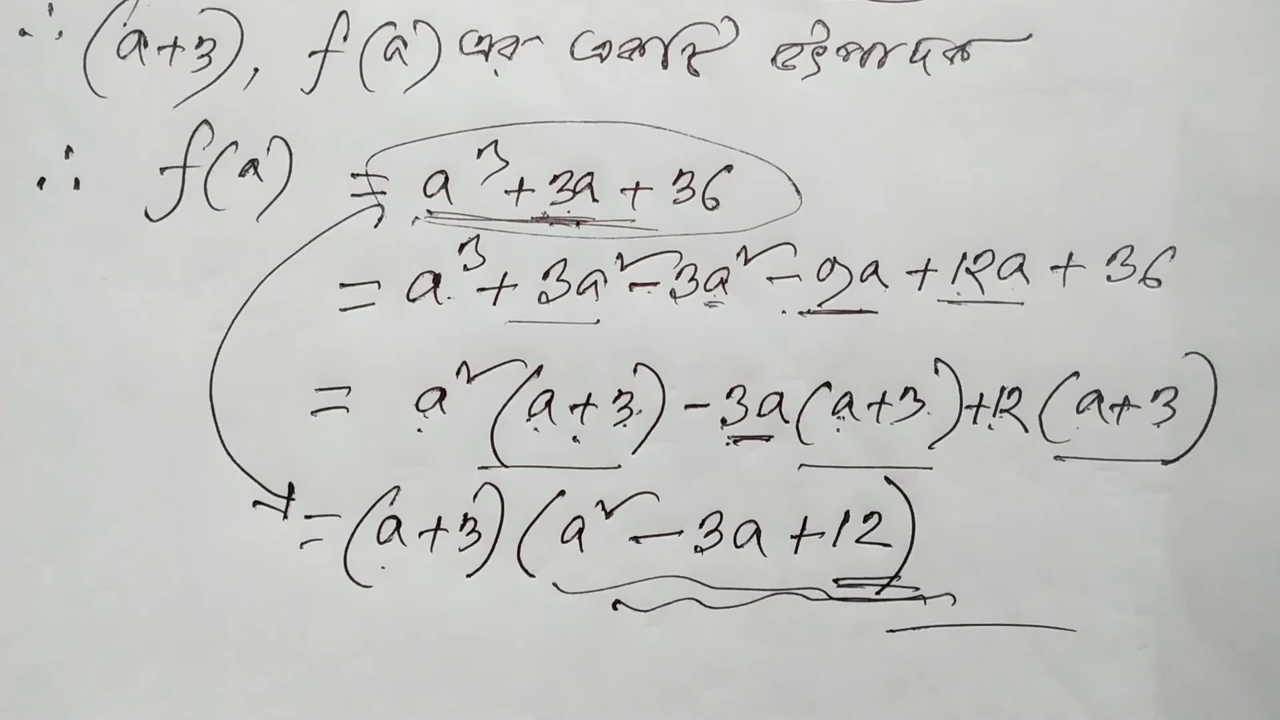 ∴ (a+3), f(a) এর একটি উৎপাদক
∴ f(a) = a³ + 3a + 36
= a³ + 3a² - 3a² - 9a + 12a + 36
= a² (a+3) - 3a (a+3) + 12 (a+3)
= (a+3) (a² - 3a + 12)